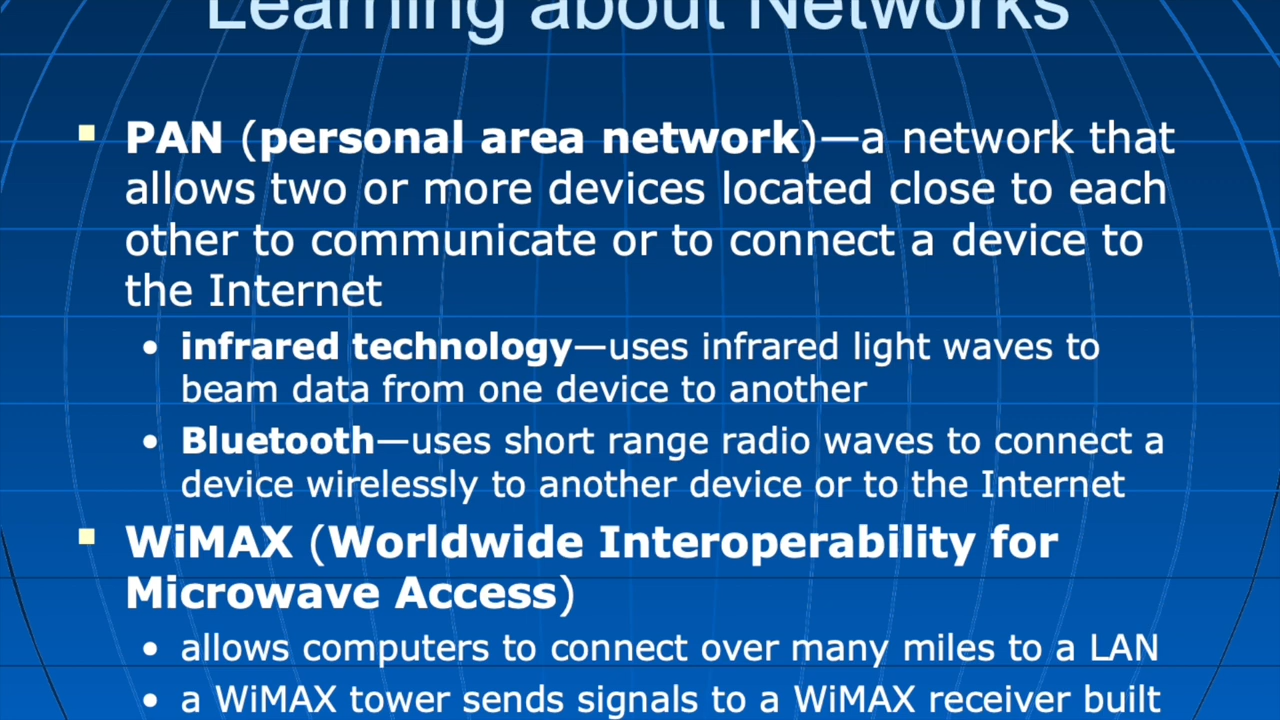 Learning about Networks
PAN (personal area network)—a network that
allows two or more devices located close to each
other to communicate or to connect a device to
the Internet
infrared technology—uses infrared light waves to
beam data from one device to another
Bluetooth—uses short range radio waves to connect a
device wirelessly to another device or to the Internet
WiMAX (Worldwide Interoperability for
Microwave Access)
allows computers to connect over many miles to a LAN
a WiMAX tower sends signals to a WiMAX receiver built